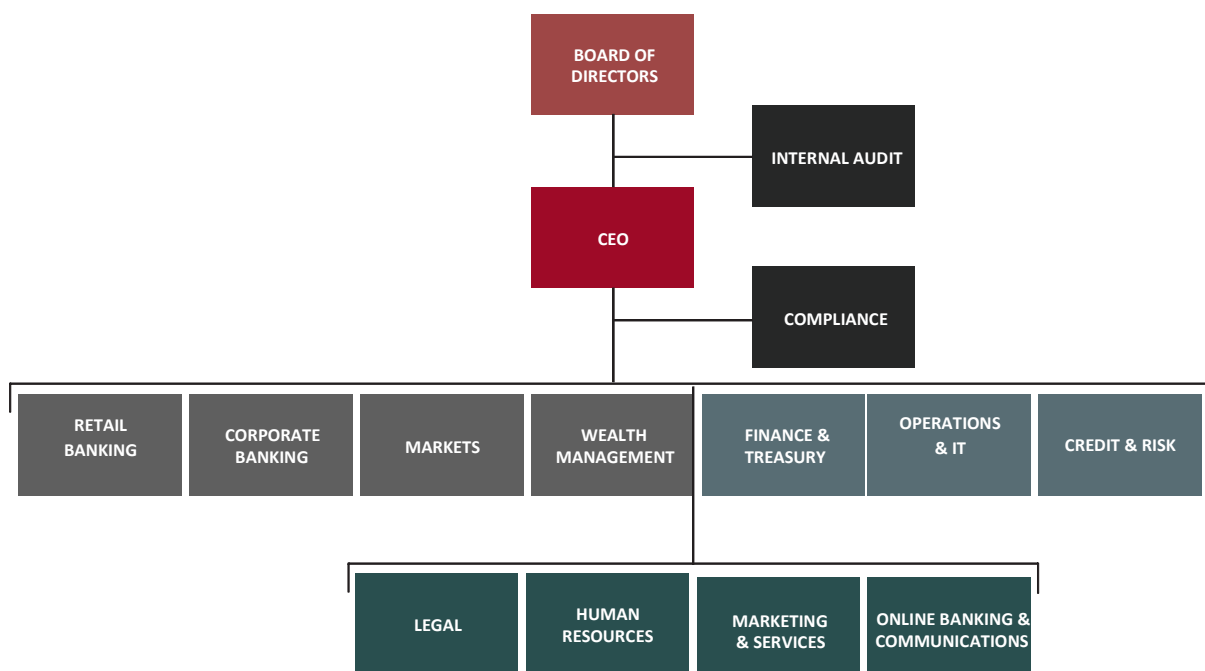 BOARD OF
DIRECTORS
INTERNAL AUDIT
CEO
COMPLIANCE
RETAIL
BANKING
CORPORATE
BANKING
MARKETS
WEALTH
MANAGEMENT
FINANCE &
TREASURY
OPERATIONS
& IT
CREDIT & RISK
LEGAL
HUMAN
RESOURCES
MARKETING
& SERVICES
ONLINE BANKING &
COMMUNICATIONS